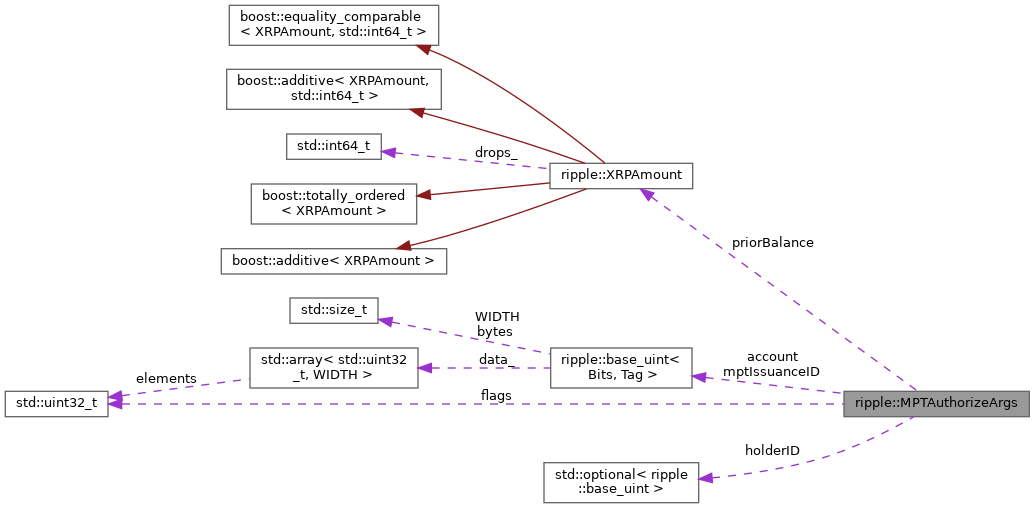 boost::equality_comparable
< XRPAmount, std::int64_t >
boost::additive< XRPAmount,
std::int64_t >
std::int64_t
drops_
ripple::XRPAmount
boost::totally_ordered
< XRPAmount >
priorBalance
boost::additive< XRPAmount >
std::size_t
WIDTH
bytes
std::array< std::uint32
_t, WIDTH >
data_
ripple::base_uint<
Bits, Tag >
account
mptIssuanceID
elements
std::uint32_t
flags
ripple::MPTAuthorizeArgs
holderID
std::optional< ripple
::base_uint >